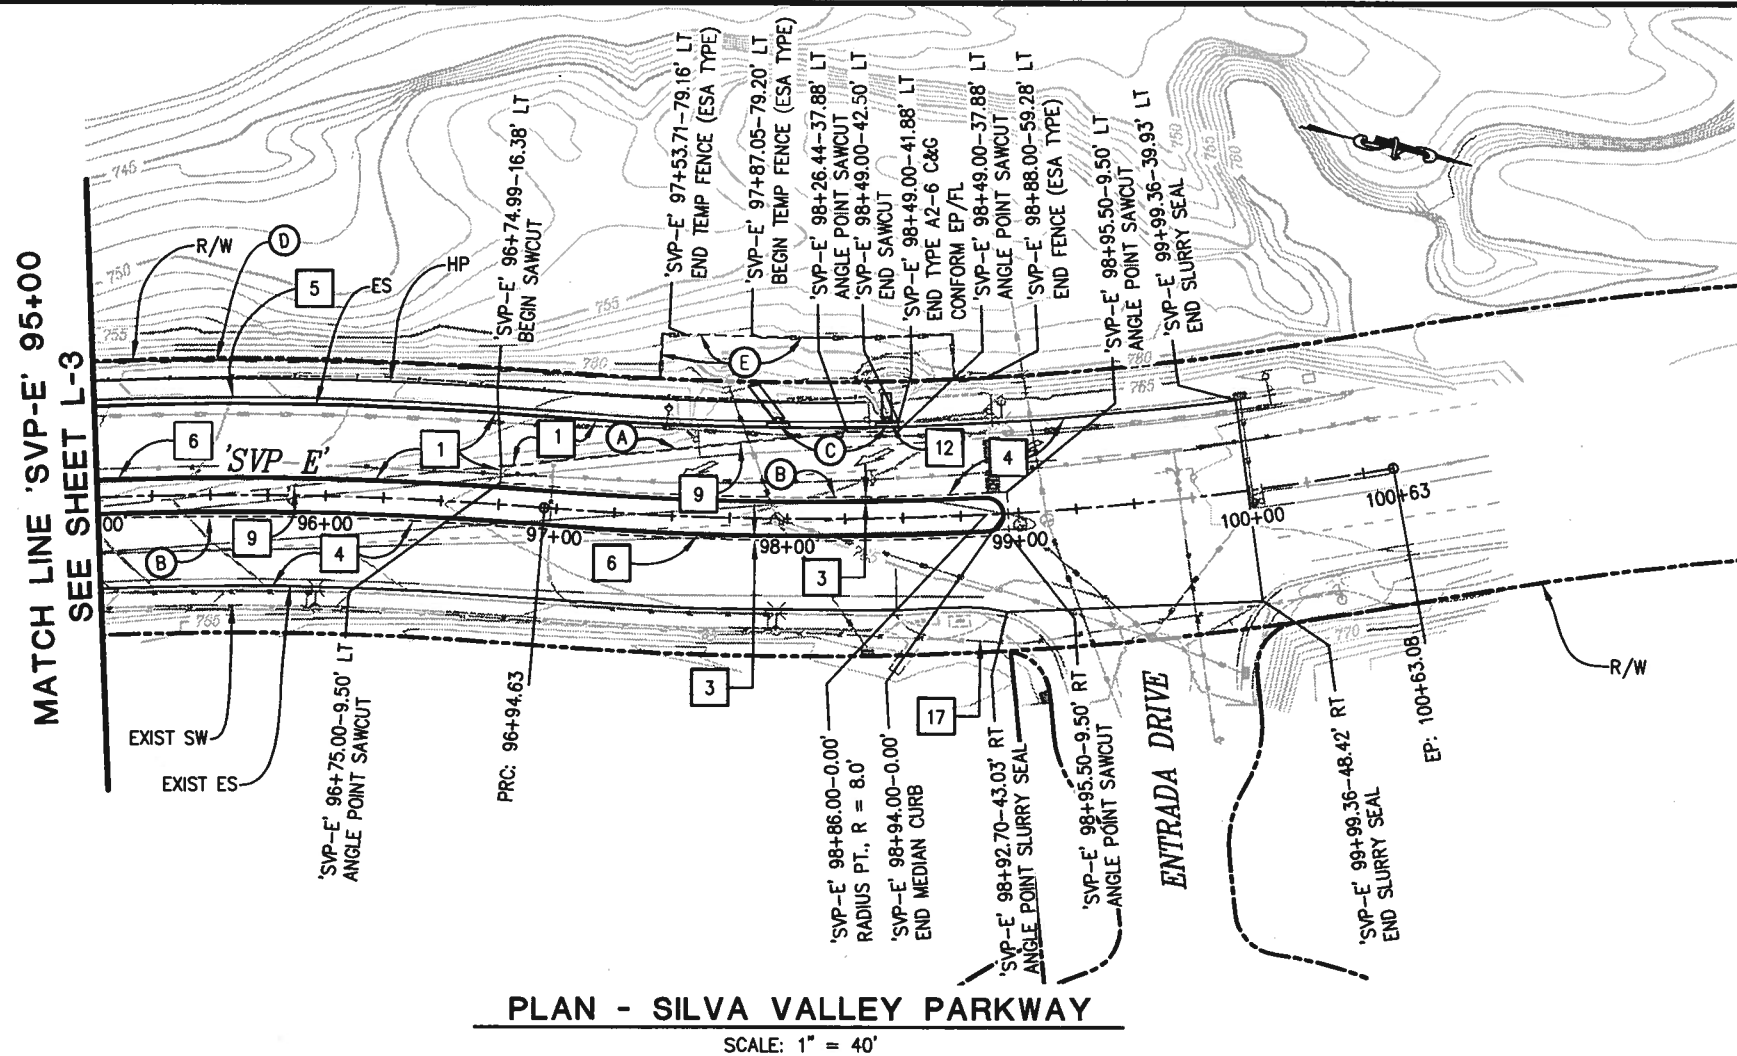 MATCH LINE 'SVP-E' 95+00
SEE SHEET L-3
745
750
755
R/W
D
5
ES
HP
'SVP-E' 96+74.99-16.38' LT
BEGIN SAWCUT
'SVP-E' 97+53.71-79.16' LT
END TEMP FENCE (ESA TYPE)
'SVP-E' 97+87.05-79.20' LT
BEGIN TEMP FENCE (ESA TYPE)
'SVP-E' 98+26.44-37.88' LT
ANGLE POINT SAWCUT
'SVP-E' 98+49.00-42.50' LT
END SAWCUT
'SVP-E' 98+49.00-41.88' LT
END TYPE A2-6 C&G
CONFORM EP/FL
'SVP-E' 98+49.00-37.88' LT
ANGLE POINT SAWCUT
'SVP-E' 98+88.00-59.28' LT
END FENCE (ESA TYPE)
'SVP-E' 98+95.50-9.50' LT
ANGLE POINT SAWCUT
'SVP-E' 99+99.36-39.93' LT
END SLURRY SEAL
780
765
760
755
755
760
780
765
E
6
'SVP-E'
1
1
A
C
12
4
9
B
00
9
96+00
B
4
97+00
6
98+00
3
99+00
100+00
100+63
765
EXIST SW
EXIST ES
'SVP-E' 96+75.00-9.50' LT
ANGLE POINT SAWCUT
PRC: 96+94.63
3
'SVP-E' 98+86.00-0.00'
RADIUS PT., R = 8.0'
'SVP-E' 98+94.00-0.00'
END MEDIAN CURB
17
'SVP-E' 98+92.70-43.03' RT
ANGLE POINT SLURRY SEAL
'SVP-E' 98+95.50-9.50' RT
ANGLE POINT SAWCUT
ENTRADA DRIVE
770
'SVP-E' 99+99.36-48.42' RT
END SLURRY SEAL
EP: 100+63.08
R/W
PLAN - SILVA VALLEY PARKWAY
SCALE: 1" = 40'